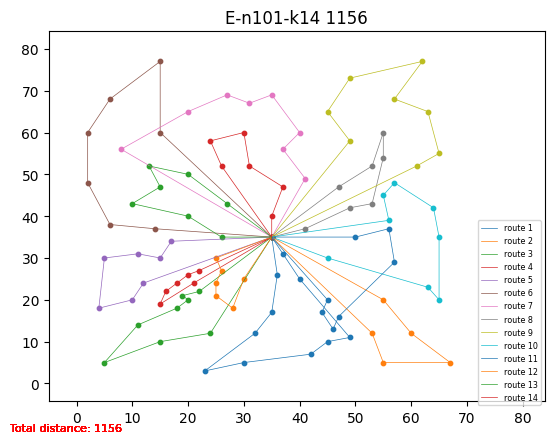 E-n101-k14 1156
80
70
60
50
40
30
20
10
0
0 10 20 30 40 50 60 70 80
route 1
route 2
route 3
route 4
route 5
route 6
route 7
route 8
route 9
route 10
route 11
route 12
route 13
route 14
Total distance: 1156